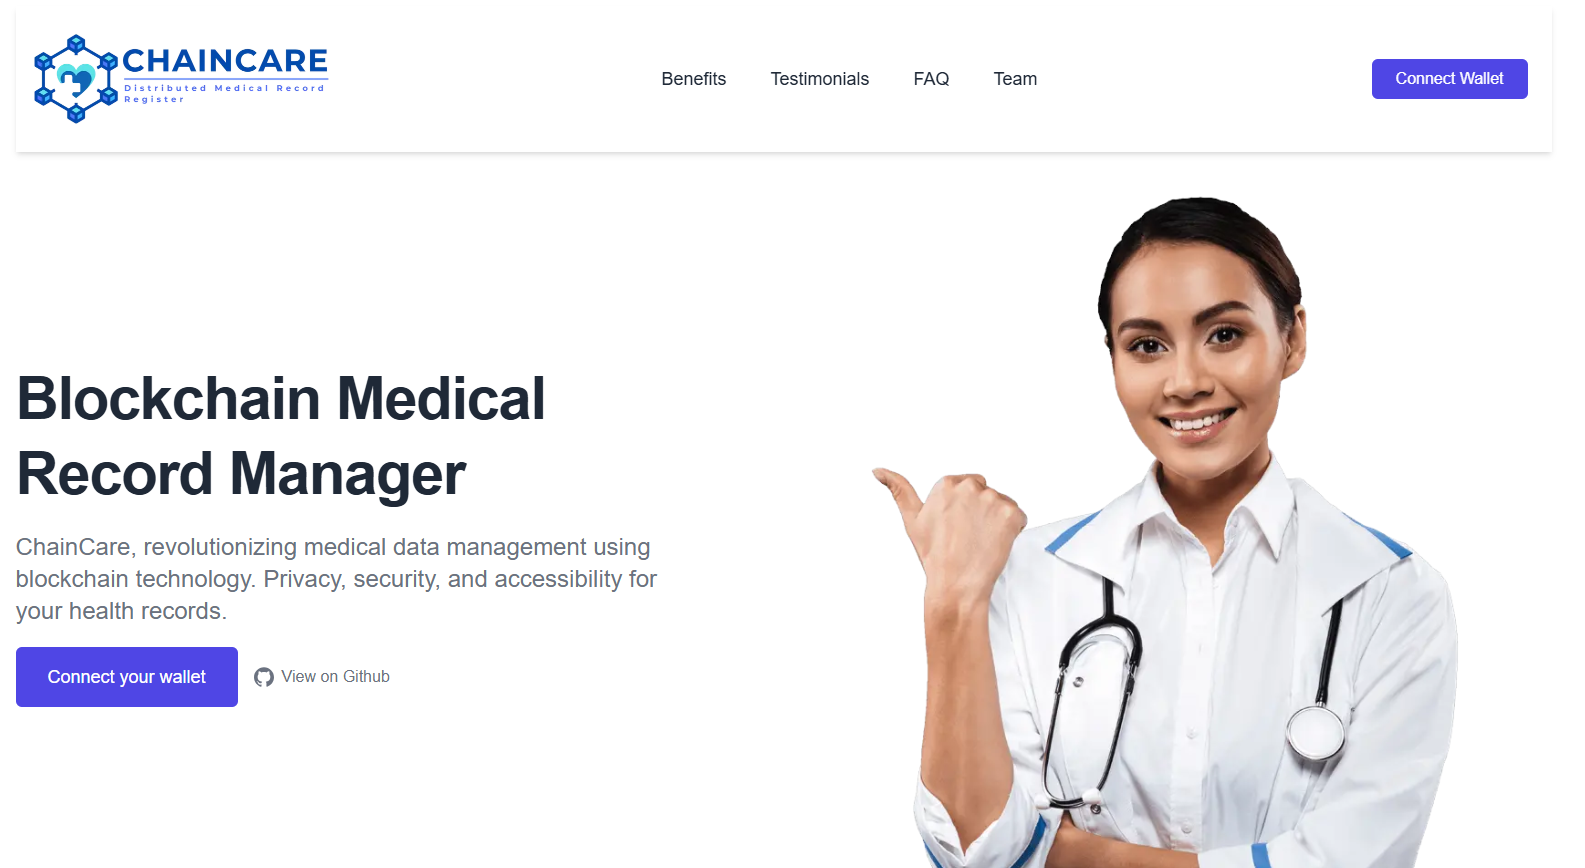 CHAINCARE
Distributed Medical Record
Register
Benefits Testimonials FAQ Team
Connect Wallet
Blockchain Medical
Record Manager
ChainCare, revolutionizing medical data management using
blockchain technology. Privacy, security, and accessibility for
your health records.
Connect your wallet
View on Github